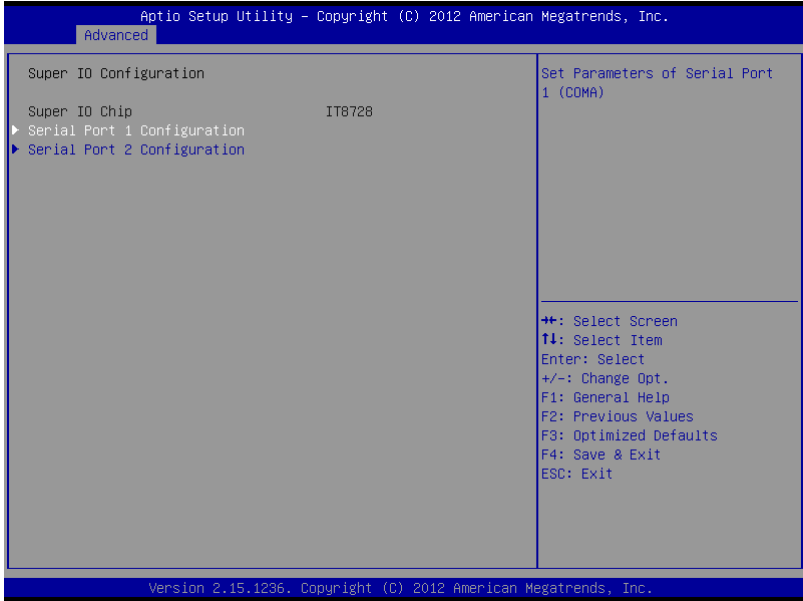 Aptio Setup Utility – Copyright (C) 2012 American Megatrends, Inc.
Advanced
Super IO Configuration
Super IO Chip IT8728
Serial Port 1 Configuration
Serial Port 2 Configuration
Set Parameters of Serial Port
1 (COMA)
→←: Select Screen
↑↓: Select Item
Enter: Select
+/-: Change Opt.
F1: General Help
F2: Previous Values
F3: Optimized Defaults
F4: Save & Exit
ESC: Exit
Version 2.15.1236. Copyright (C) 2012 American Megatrends, Inc.